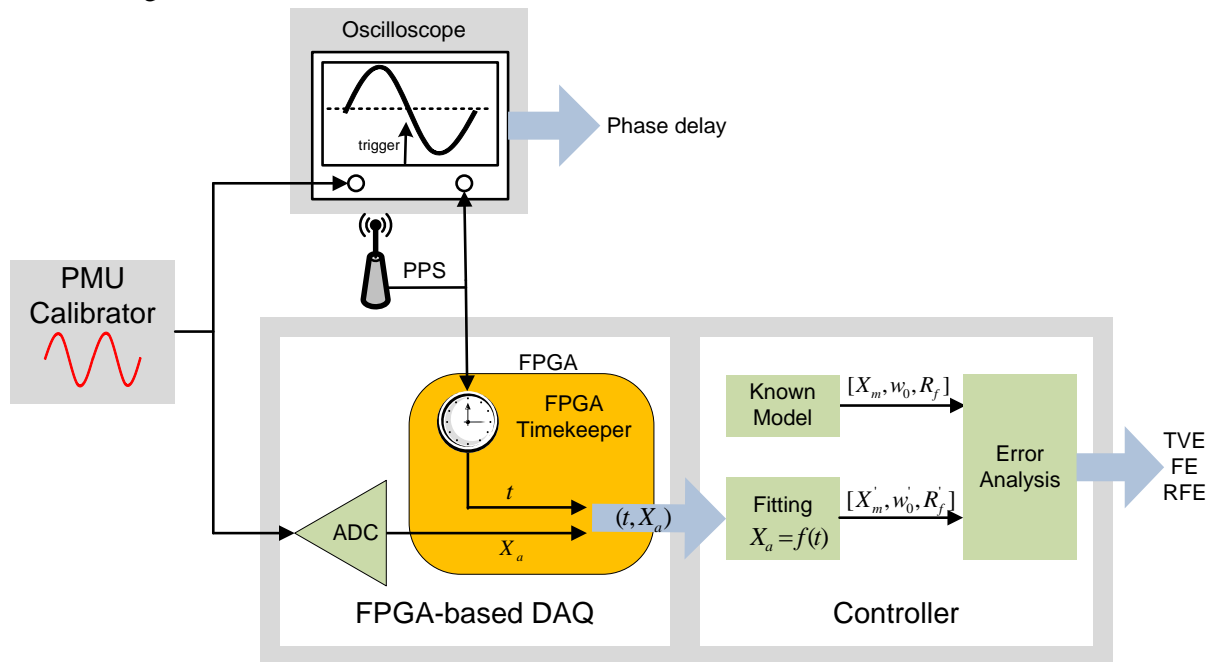 Oscilloscope
trigger
Phase delay
PPS
PMU
Calibrator
FPGA
FPGA
Timekeeper
t
ADC
X_a
(t, X_a)
FPGA-based DAQ
Known
Model
[X_m, w_0, R_f]
Fitting
X_a = f(t)
[X'_m, w'_0, R'_f]
Error
Analysis
TVE
FE
RFE
Controller